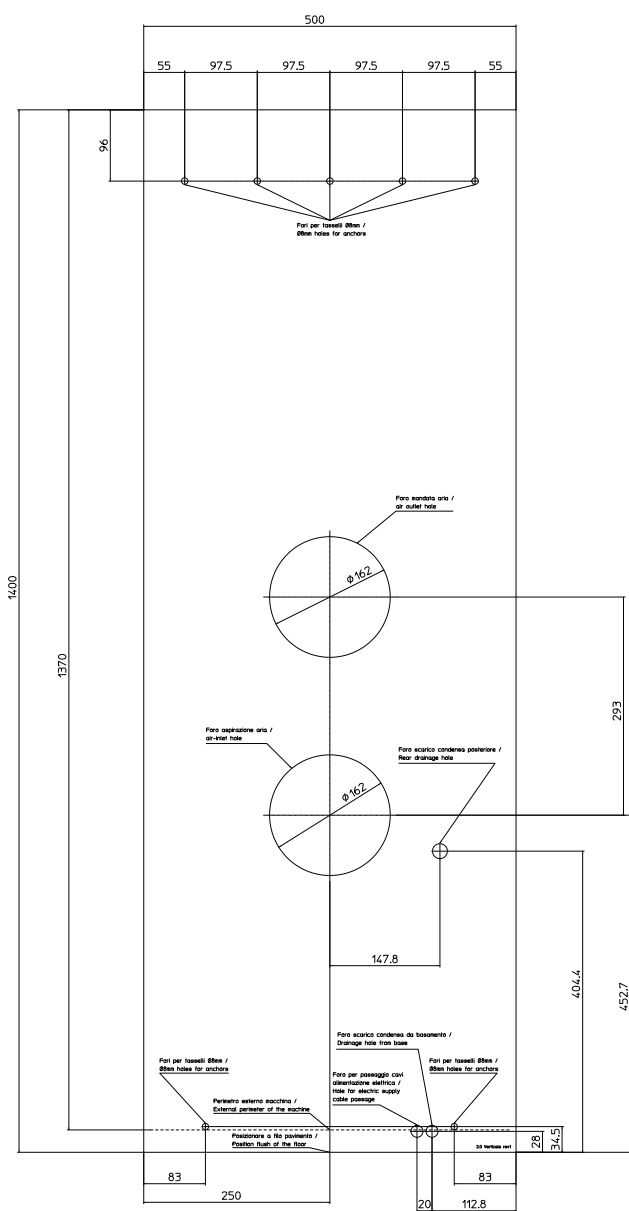 500
55 97.5 97.5 97.5 97.5 55
96
Fori per tasselli Ø8mm /
Ø8mm holes for anchors
Foro mandata aria /
air outlet hole
Ø162
1400
1370
293
Foro aspirazione aria /
air-inlet hole
Foro scarico condensa posteriore /
Rear drainage hole
Ø162
147.8
404.4
452.7
Foro scarico condensa da basamento /
Drainage hole from base
Fori per tasselli Ø8mm /
Ø8mm holes for anchors
Foro per passaggio cavi
alimentazione elettrica /
Hole for electric supply
cable passage
Fori per tasselli Ø8mm /
Ø8mm holes for anchors
Perimetro esterno macchina /
External perimeter of the machine
Posizionare a filo pavimento /
Position flush of the floor
2.0 Verticale rev1
28
34.5
83
83
250
20
112.8